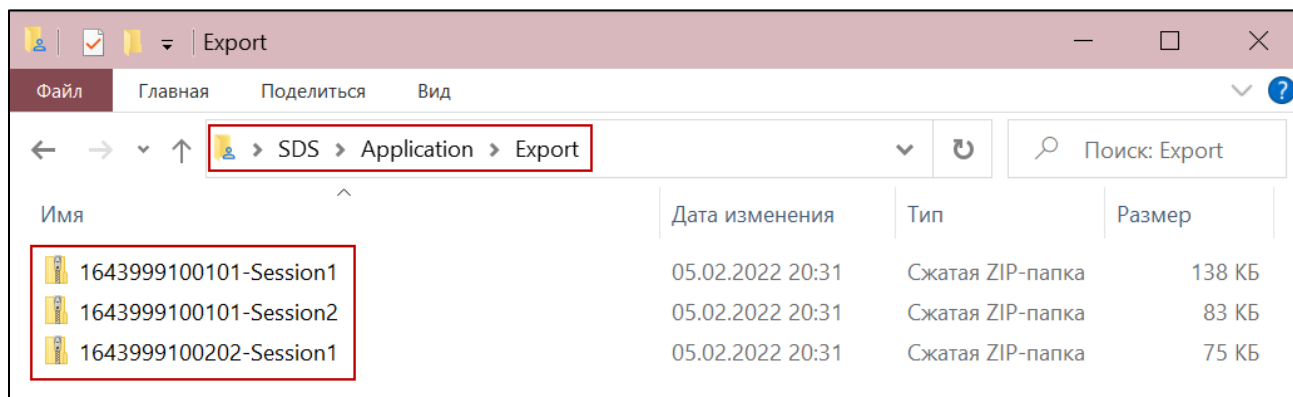 Export
Файл Главная Поделиться Вид ?
SDS > Application > Export Поиск: Export
Имя Дата изменения Тип Размер
1643999100101-Session1 05.02.2022 20:31 Сжатая ZIP-папка 138 КБ
1643999100101-Session2 05.02.2022 20:31 Сжатая ZIP-папка 83 КБ
1643999100202-Session1 05.02.2022 20:31 Сжатая ZIP-папка 75 КБ